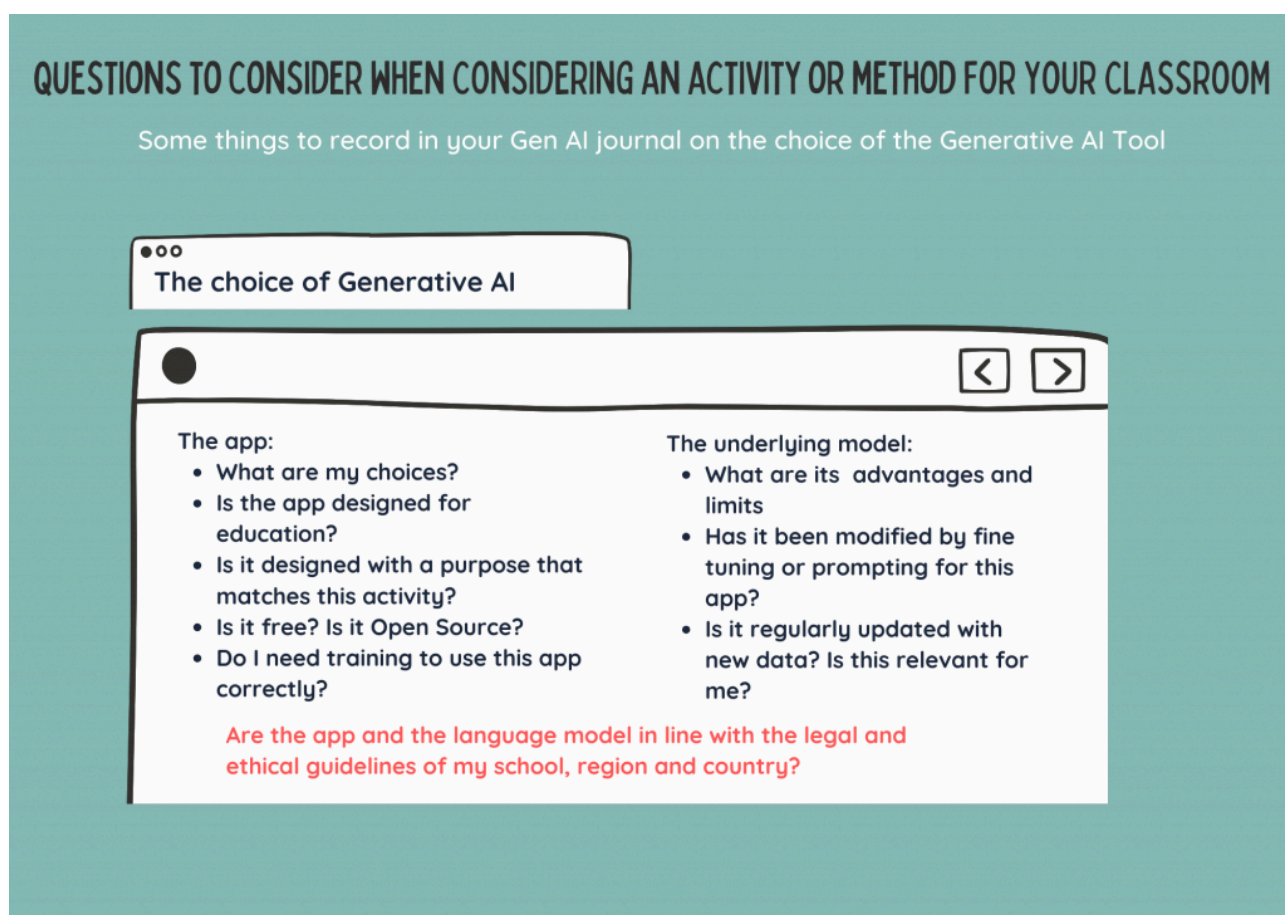 QUESTIONS TO CONSIDER WHEN CONSIDERING AN ACTIVITY OR METHOD FOR YOUR CLASSROOM
Some things to record in your Gen AI journal on the choice of the Generative AI Tool
The choice of Generative AI
The app:
• What are my choices?
• Is the app designed for
education?
• Is it designed with a purpose that
matches this activity?
• Is it free? Is it Open Source?
• Do I need training to use this app
correctly?
The underlying model:
• What are its advantages and
limits
• Has it been modified by fine
tuning or prompting for this
app?
• Is it regularly updated with
new data? Is this relevant for
me?
Are the app and the language model in line with the legal and
ethical guidelines of my school, region and country?